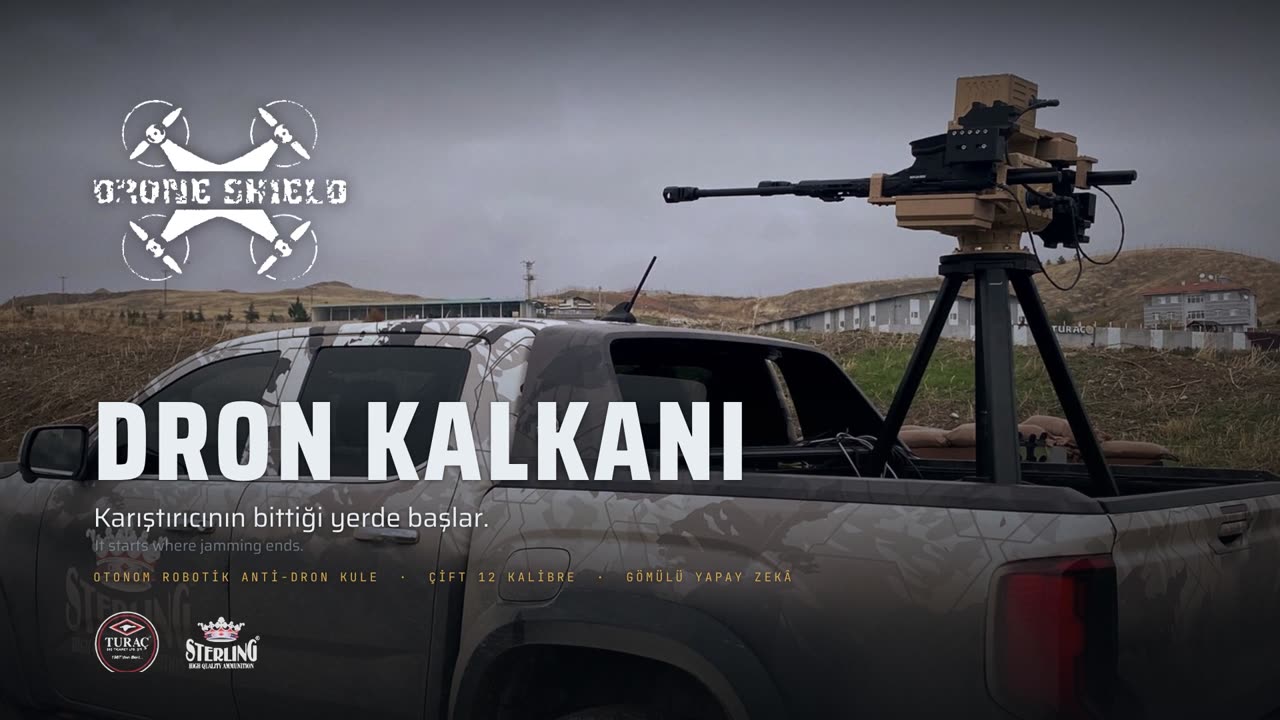 DRONE SHIELD
TURAÇ
DRON KALKANI
Karıştırıcının bittiği yerde başlar.
It starts where jamming ends.
OTONOM ROBOTİK ANTİ-DRON KULE · ÇİFT 12 KALİBRE · GÖMÜLÜ YAPAY ZEKÂ
STERLING
TURAÇ
STERLING®
HIGH QUALITY AMMUNITION